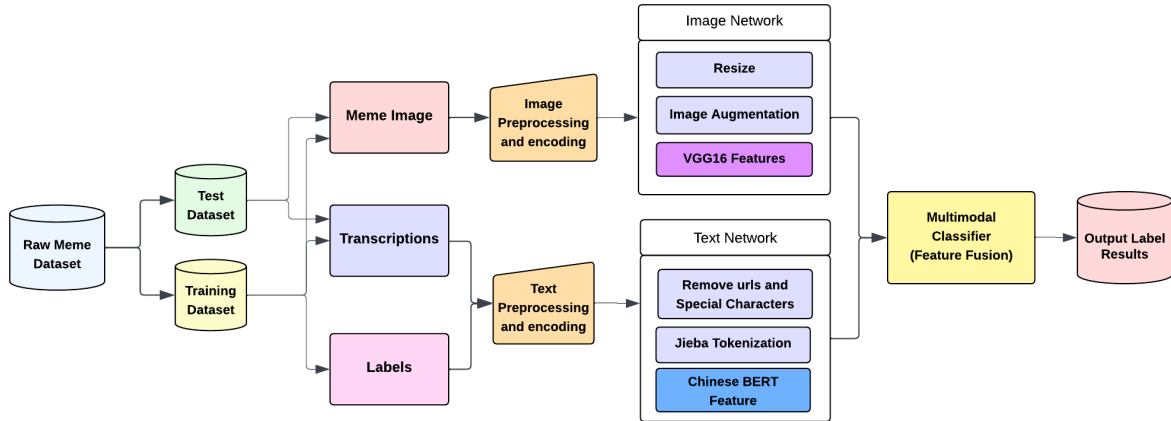 Raw Meme
Dataset
Test
Dataset
Training
Dataset
Meme Image
Transcriptions
Labels
Image
Preprocessing
and encoding
Text
Preprocessing
and encoding
Image Network
Resize
Image Augmentation
VGG16 Features
Text Network
Remove urls and
Special Characters
Jieba Tokenization
Chinese BERT
Feature
Multimodal
Classifier
(Feature Fusion)
Output Label
Results